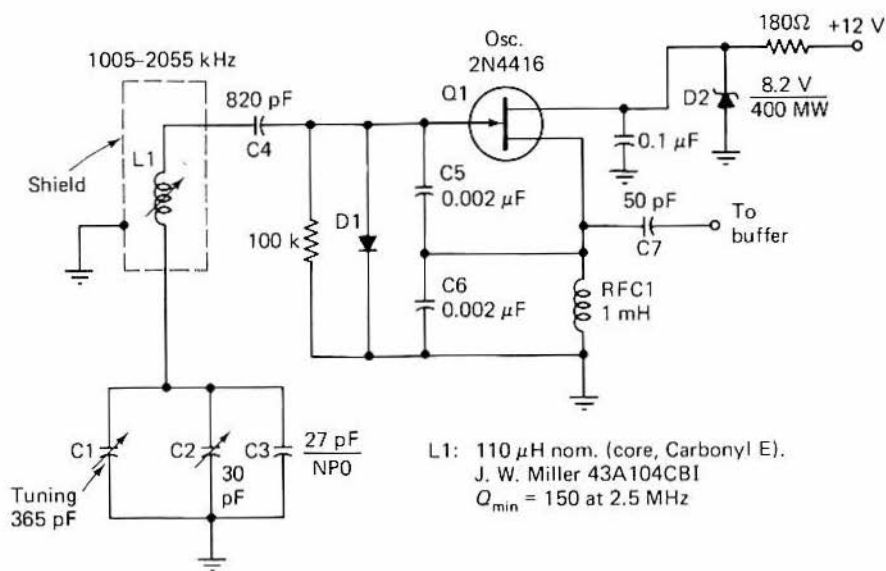 1005–2055 kHz
Shield
L1
820 pF
C4
100 k
D1
C5
0.002 µF
C6
0.002 µF
Osc.
2N4416
Q1
0.1 µF
D2
8.2 V
400 MW
180Ω
+12 V
50 pF
C7
To
buffer
RFC1
1 mH
C1
Tuning
365 pF
C2
30
pF
C3
27 pF
NP0
L1: 110 µH nom. (core, Carbonyl E).
J. W. Miller 43A104CBI
Qmin = 150 at 2.5 MHz